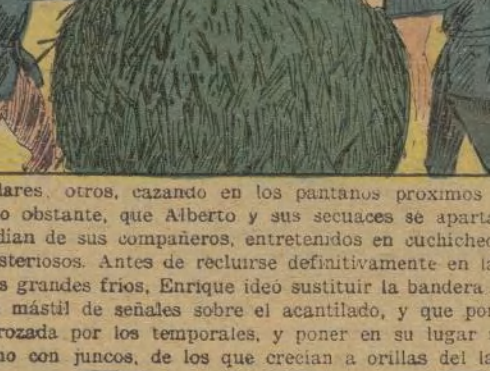 lares, otros, cazando en los pantanos proximos
o obstante, que Alberto y sus secuaces se aparta
dian de sus compañeros, entretenidos en cuchiche
steriosos. Antes de recluirse definitivamente en la
s grandes fríos, Enrique ideó sustituir la bandera
mástil de señales sobre el acantilado, y que por
rozada por los temporales, y poner en su lugar
no con juncos, de los que crecían a orillas del la